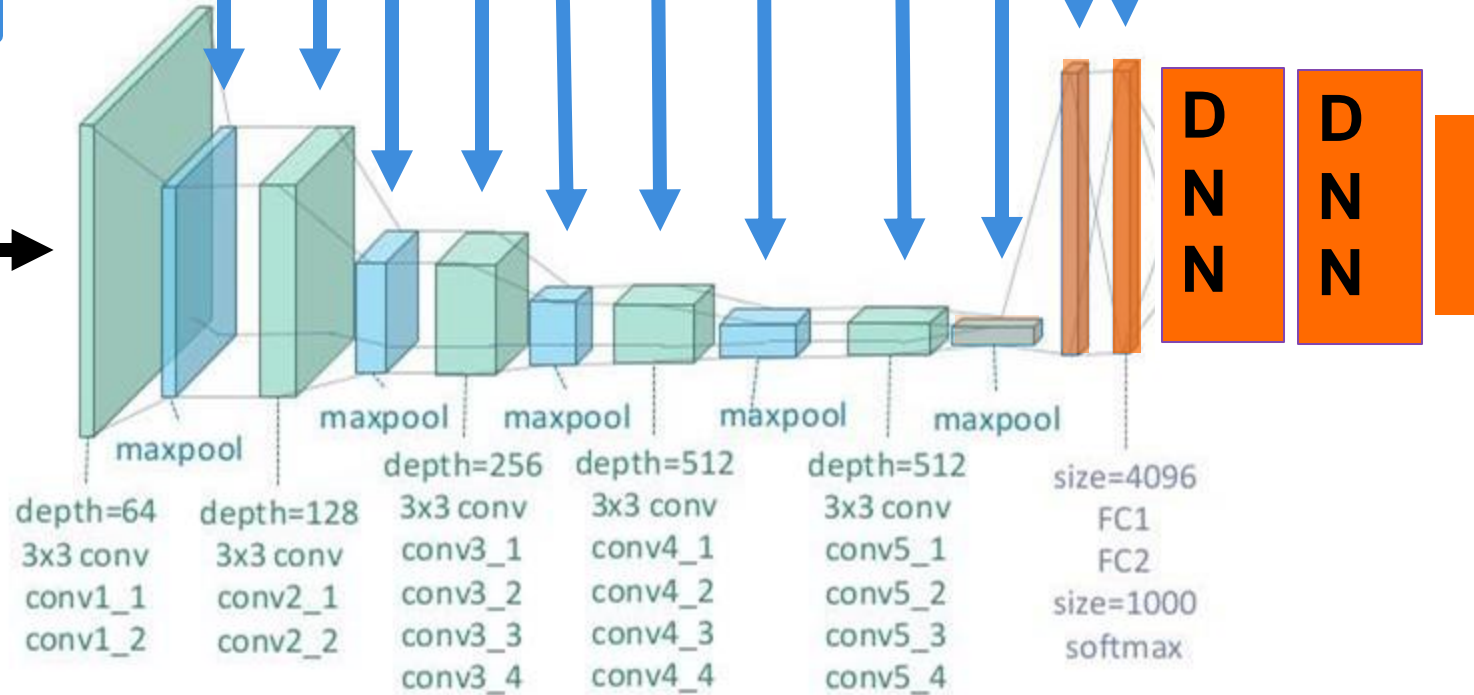 D
N
N
D
N
N
maxpool
maxpool
maxpool
maxpool
maxpool
depth=64
3x3 conv
conv1_1
conv1_2
depth=128
3x3 conv
conv2_1
conv2_2
depth=256
3x3 conv
conv3_1
conv3_2
conv3_3
conv3_4
depth=512
3x3 conv
conv4_1
conv4_2
conv4_3
conv4_4
depth=512
3x3 conv
conv5_1
conv5_2
conv5_3
conv5_4
size=4096
FC1
FC2
size=1000
softmax